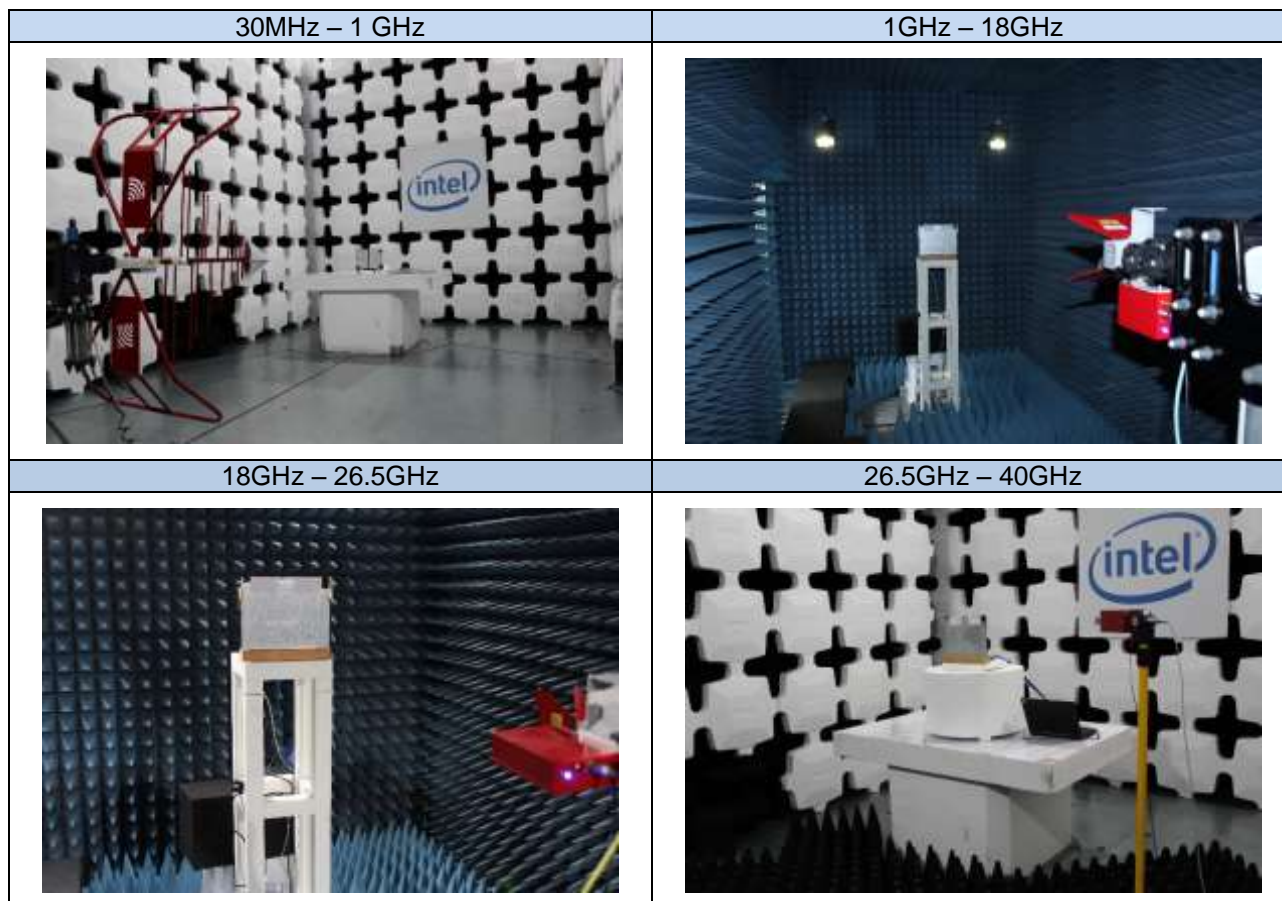 30MHz – 1 GHz
1GHz – 18GHz
intel
18GHz – 26.5GHz
26.5GHz – 40GHz
intel